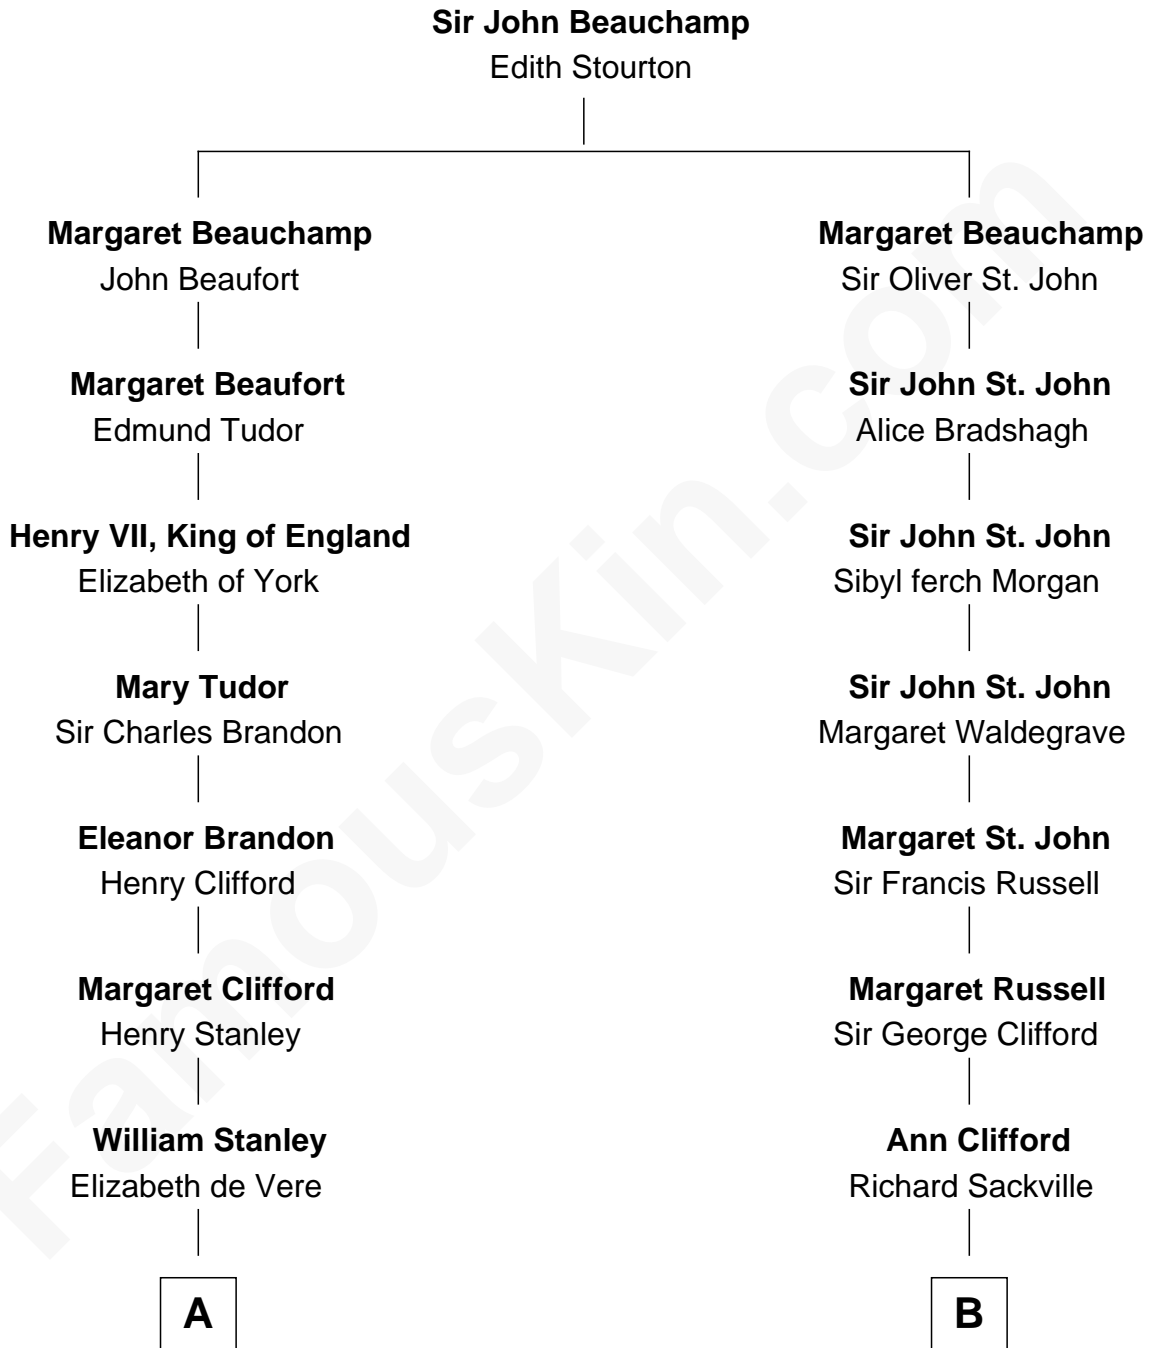 Sir John Beauchamp
Edith Stourton
Margaret Beauchamp
John Beaufort
Margaret Beaufort
Edmund Tudor
Henry VII, King of England
Elizabeth of York
Mary Tudor
Sir Charles Brandon
Eleanor Brandon
Henry Clifford
Margaret Clifford
Henry Stanley
William Stanley
Elizabeth de Vere
A
Margaret Beauchamp
Sir Oliver St. John
Sir John St. John
Alice Bradshagh
Sir John St. John
Sibyl ferch Morgan
Sir John St. John
Margaret Waldegrave
Margaret St. John
Sir Francis Russell
Margaret Russell
Sir George Clifford
Ann Clifford
Richard Sackville
B
FamousKin.com